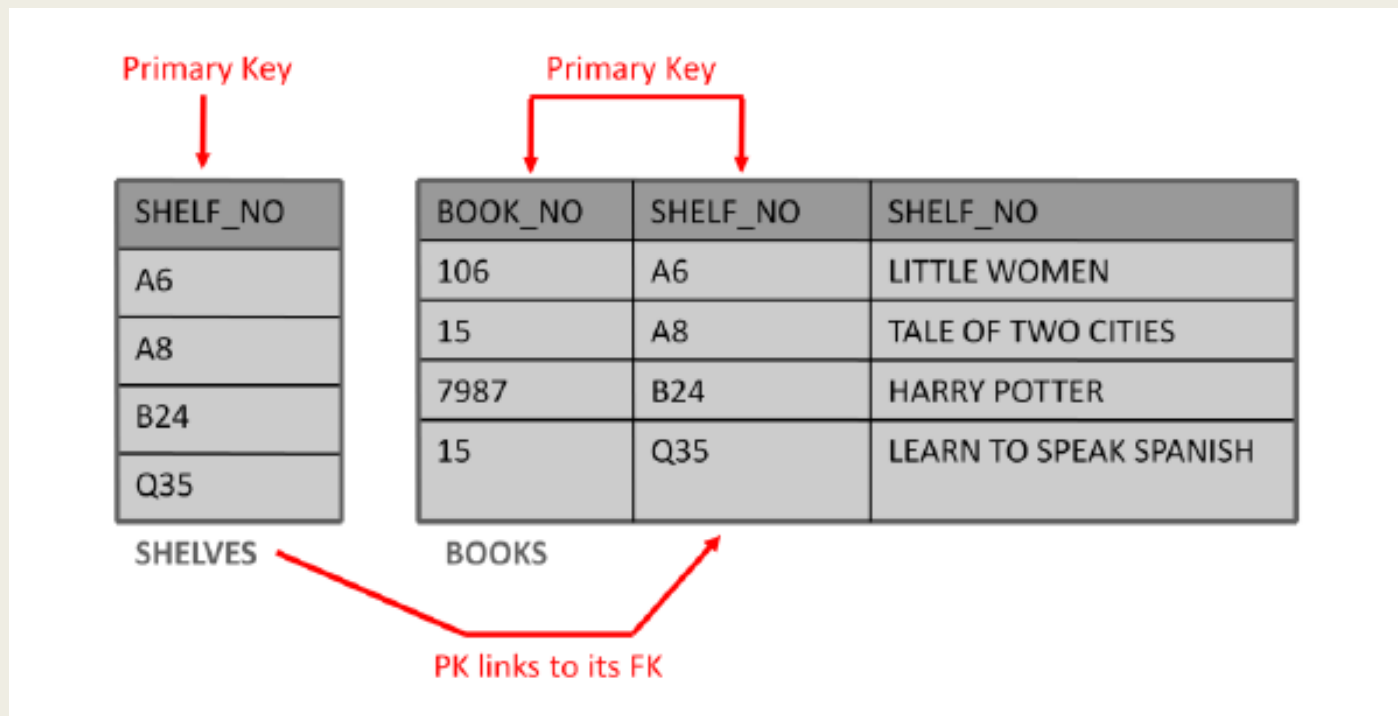 Primary Key
Primary Key
SHELF_NO
A6
A8
B24
Q35
SHELVES
BOOK_NO SHELF_NO SHELF_NO
106 A6 LITTLE WOMEN
15 A8 TALE OF TWO CITIES
7987 B24 HARRY POTTER
15 Q35 LEARN TO SPEAK SPANISH
BOOKS
PK links to its FK